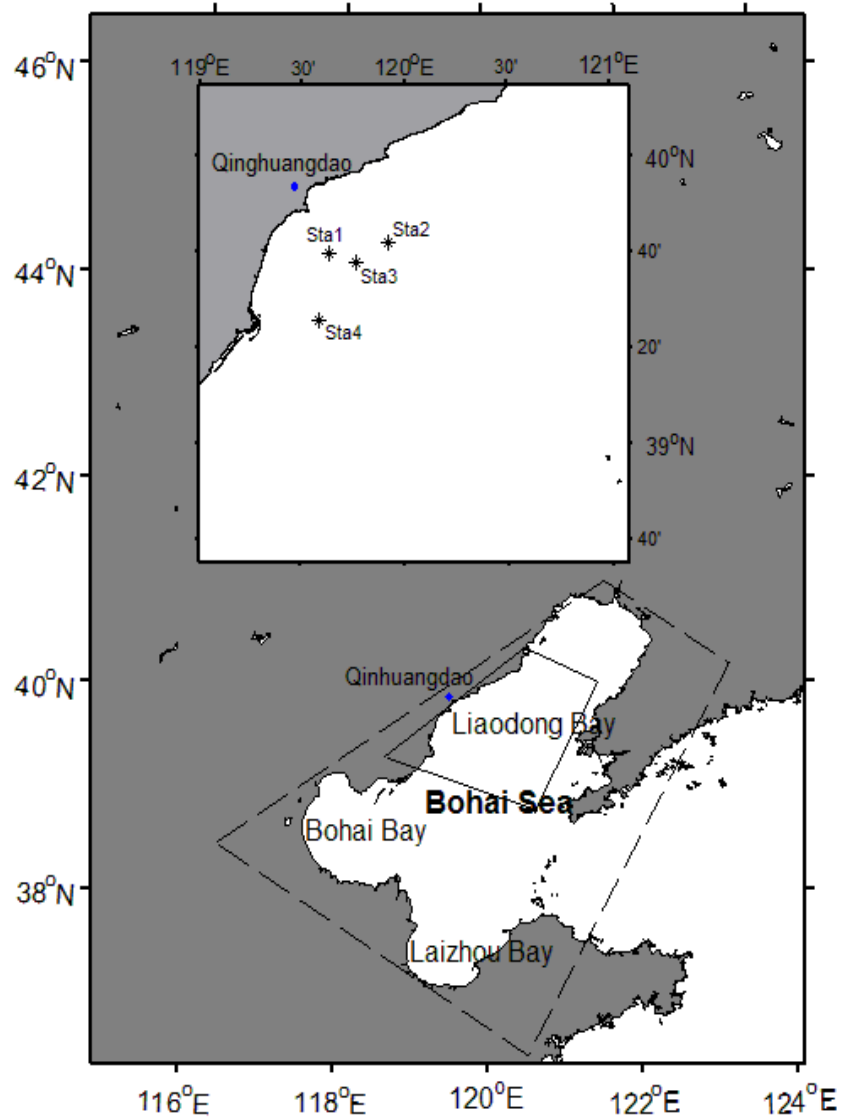 46°N
119°E 30' 120°E 30' 121°E
Qinghuangdao
40°N
Sta1
Sta2
40'
Sta3
44°N
Sta4
20'
39°N
42°N
40'
Qinhuangdao
40°N
Liaodong Bay
Bohai Sea
Bohai Bay
38°N
Laizhou Bay
116°E 118°E 120°E 122°E 124°E